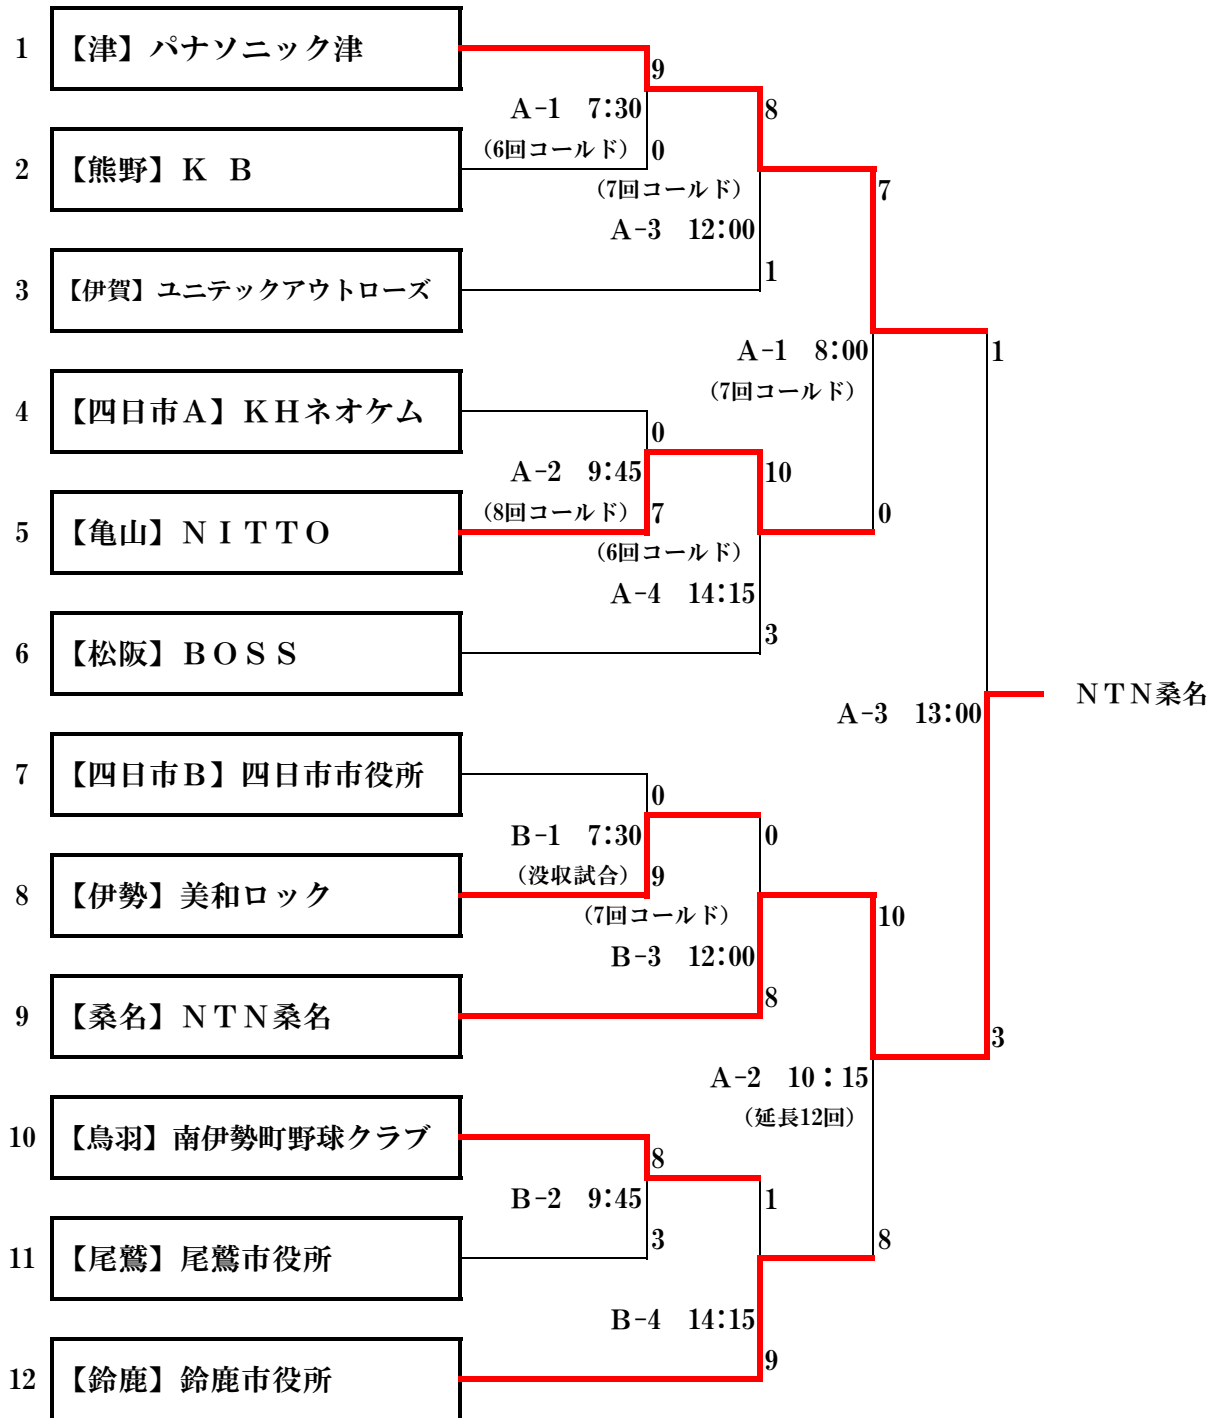 1 【津】パナソニック津
9
A-1 7:30
8
(6回コールド) 0
2 【熊野】K B
(7回コールド) 7
A-3 12:00
1
3 【伊賀】ユニテックアウトローズ
A-1 8:00 1
(7回コールド)
4 【四日市A】KHネオケム
0
A-2 9:45 10
(8回コールド) 7 0
5 【亀山】NITTO
(6回コールド)
A-4 14:15
3
6 【松阪】BOSS
NTN桑名
A-3 13:00
7 【四日市B】四日市市役所
0
B-1 7:30 0
(没収試合) 9
8 【伊勢】美和ロック
(7回コールド) 10
B-3 12:00
8
9 【桑名】NTN桑名
3
A-2 10:15
(延長12回)
10 【鳥羽】南伊勢町野球クラブ
8
B-2 9:45 1
3 8
11 【尾鷲】尾鷲市役所
B-4 14:15
9
12 【鈴鹿】鈴鹿市役所